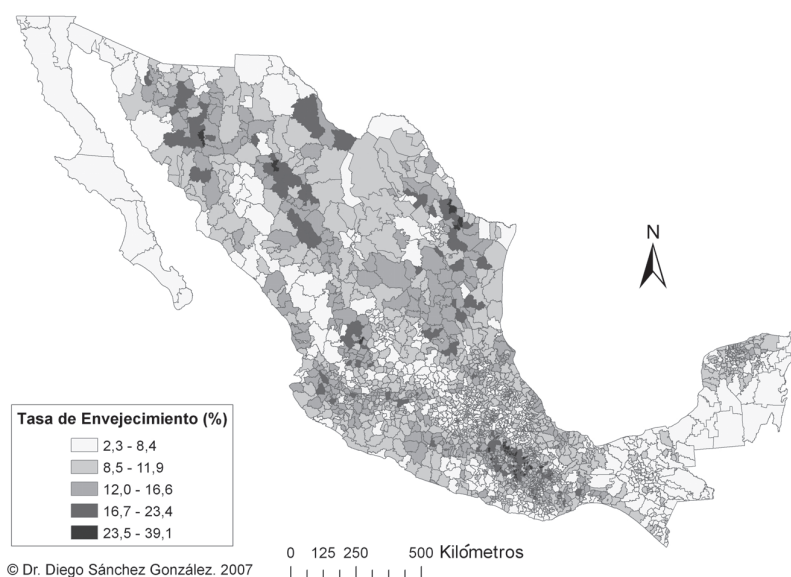 N
Tasa de Envejecimiento (%)
2,3 - 8,4
8,5 - 11,9
12,0 - 16,6
16,7 - 23,4
23,5 - 39,1
0 125 250 500 Kilómetros
© Dr. Diego Sánchez González. 2007